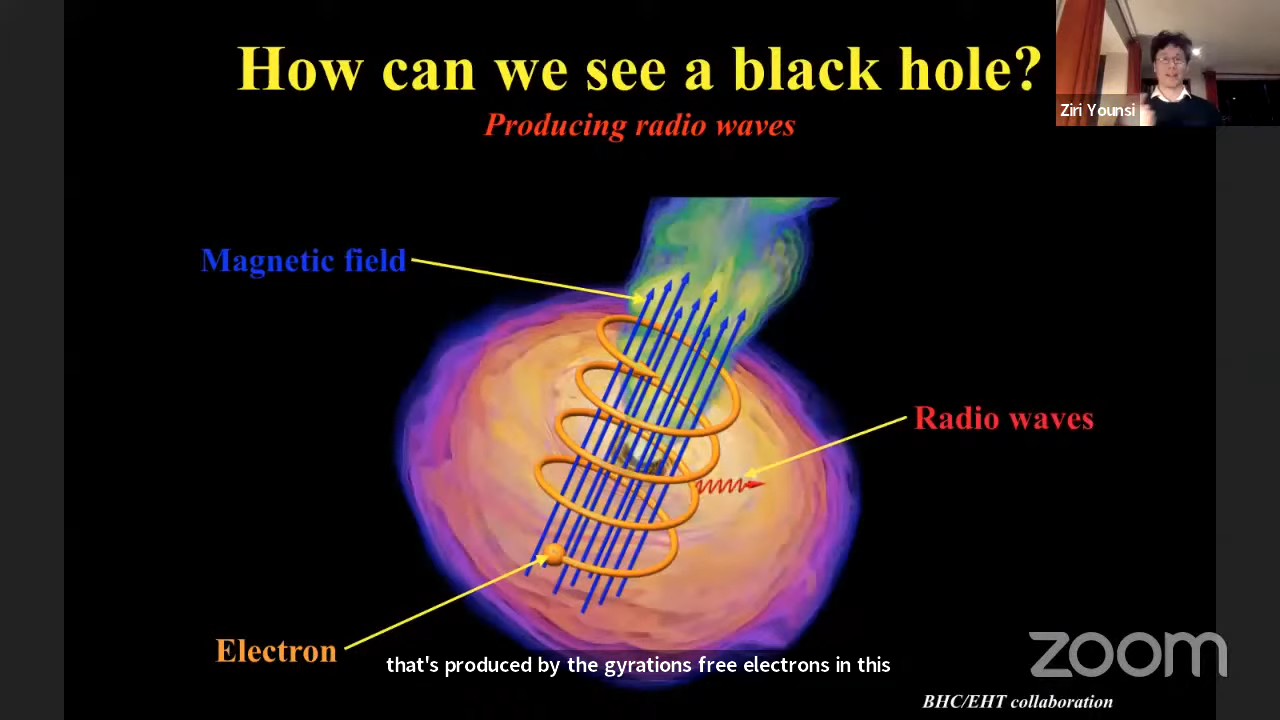 How can we see a black hole?
Producing radio waves
Ziri Younsi
Magnetic field
Radio waves
Electron
that's produced by the gyrations free electrons in this
zoom
BHC/EHT collaboration